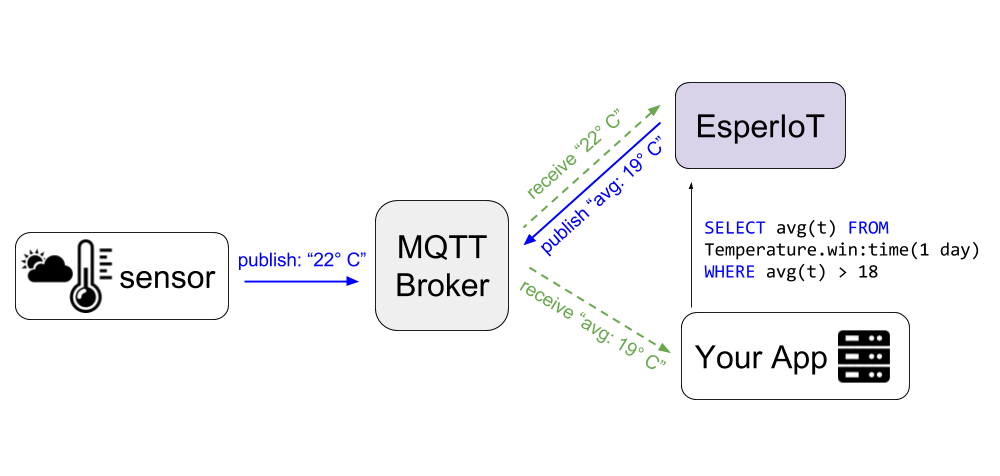 sensor
publish: “22° C”
MQTT
Broker
receive “22° C”
publish “avg: 19° C”
receive “avg: 19° C”
EsperIoT
SELECT avg(t) FROM
Temperature.win:time(1 day)
WHERE avg(t) > 18
Your App